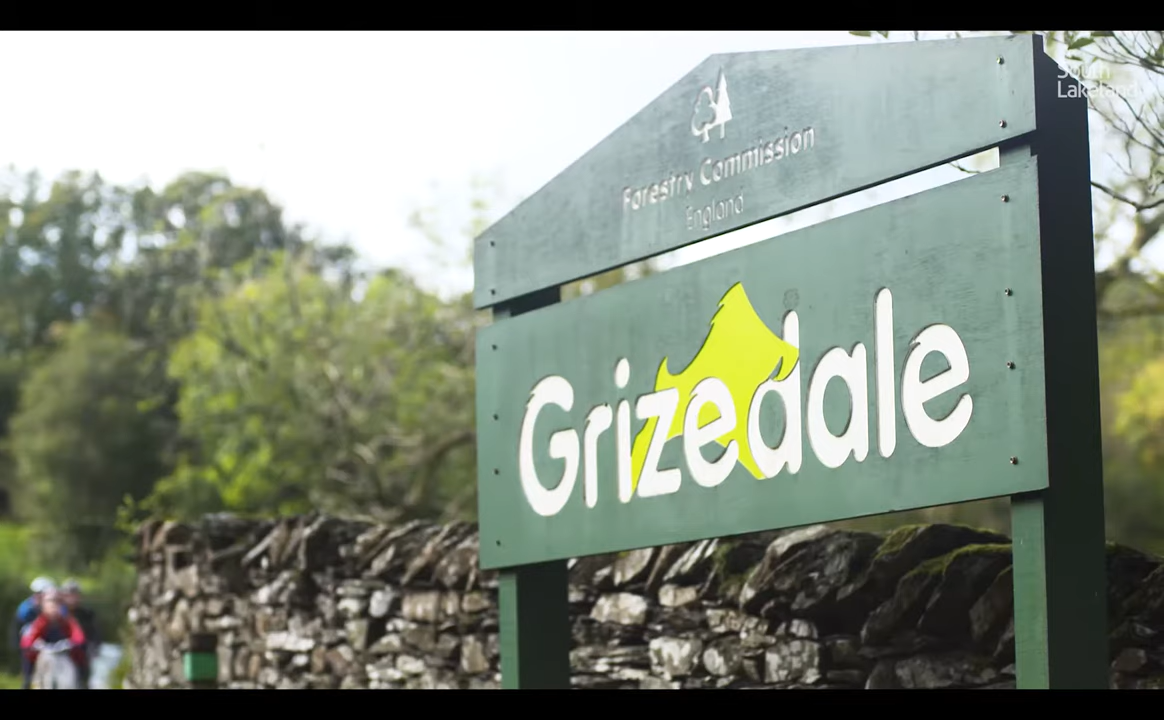 South
Lakeland
Forestry Commission
England
Grizedale